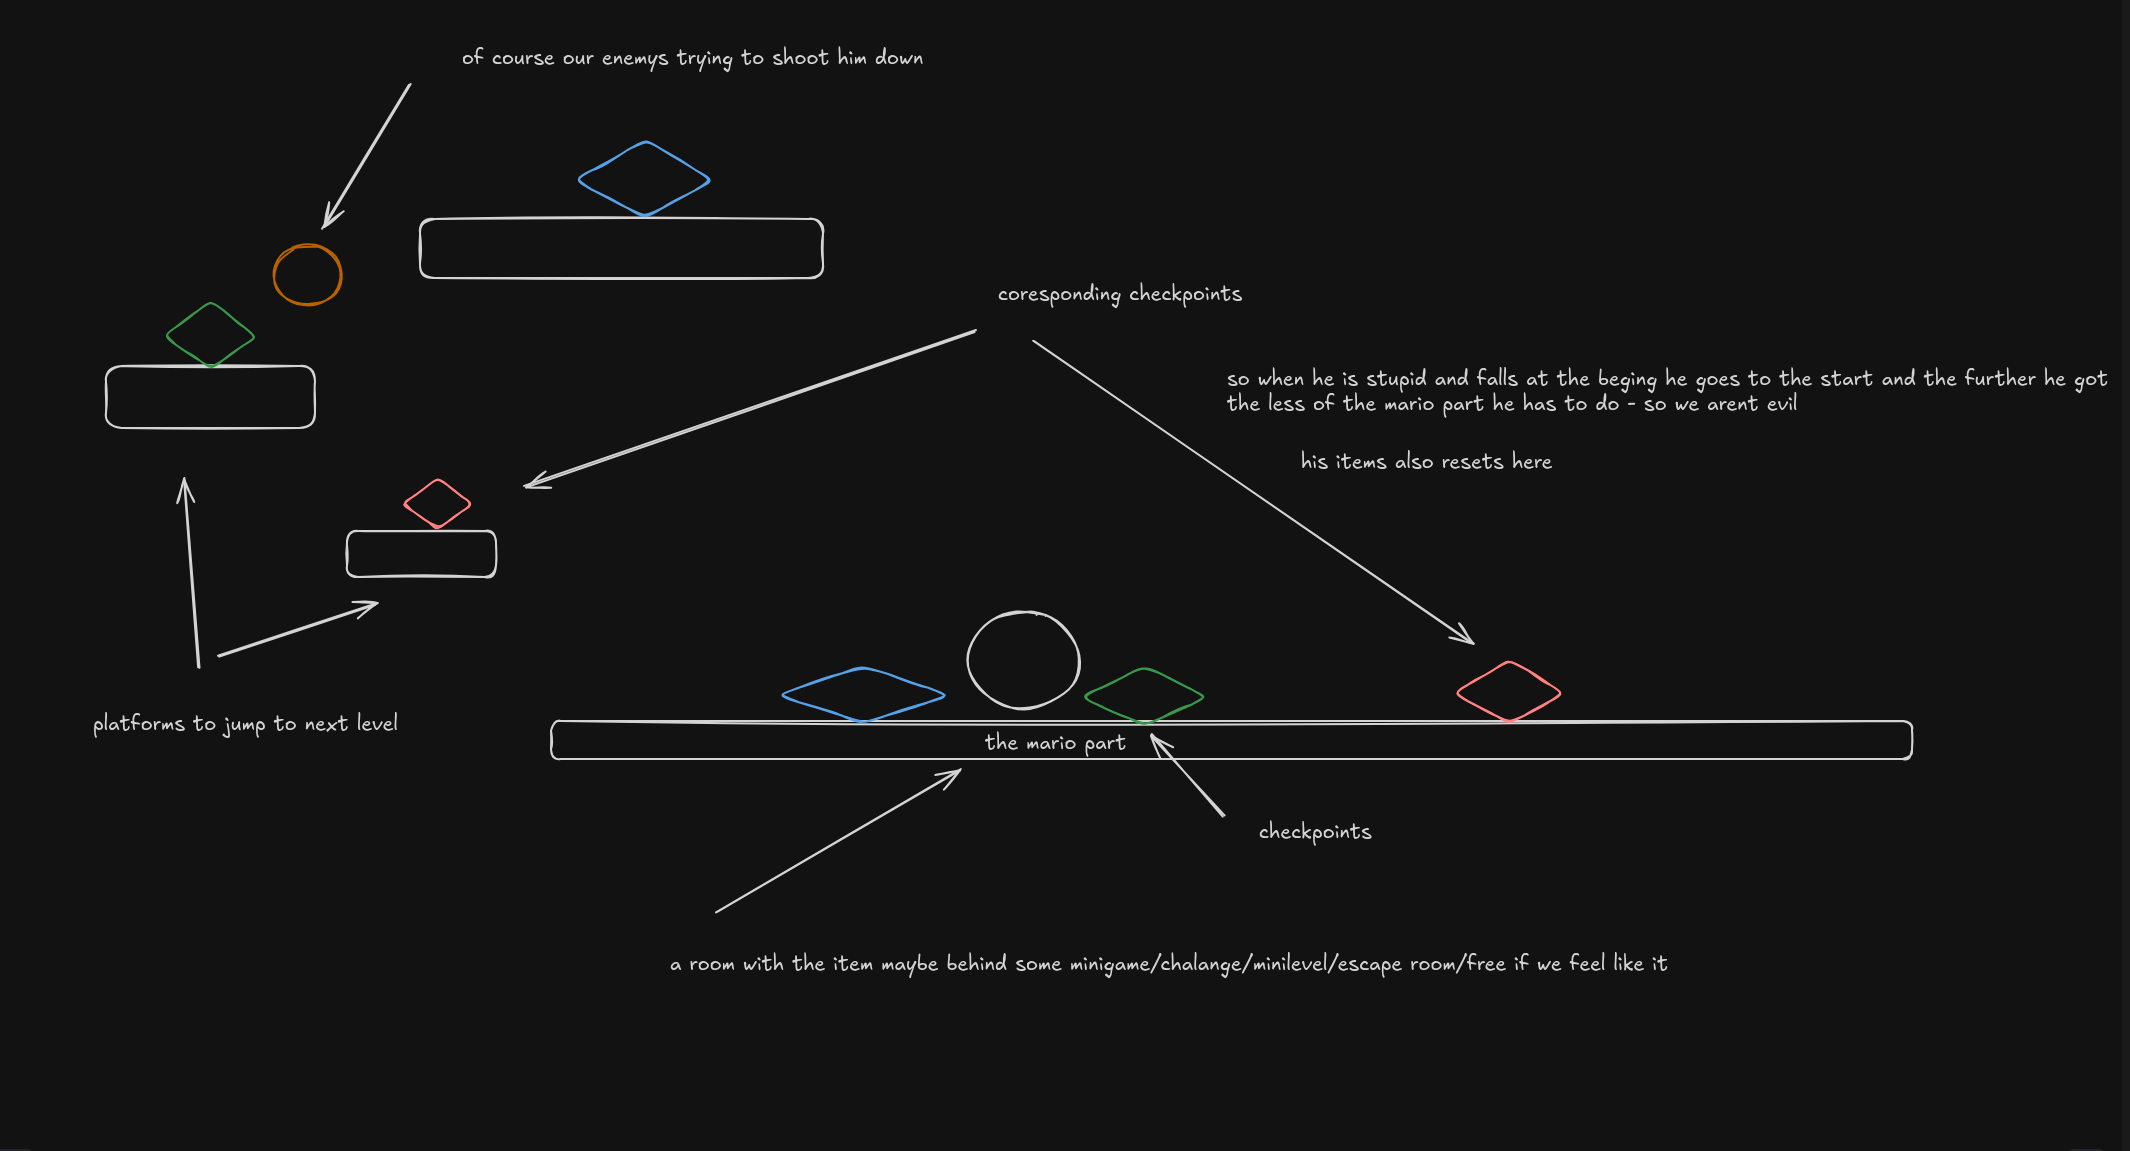 of course our enemys trying to shoot him down
coresponding checkpoints
so when he is stupid and falls at the beging he goes to the start and the further he got
the less of the mario part he has to do - so we arent evil
his items also resets here
platforms to jump to next level
the mario part
checkpoints
a room with the item maybe behind some minigame/chalange/minilevel/escape room/free if we feel like it